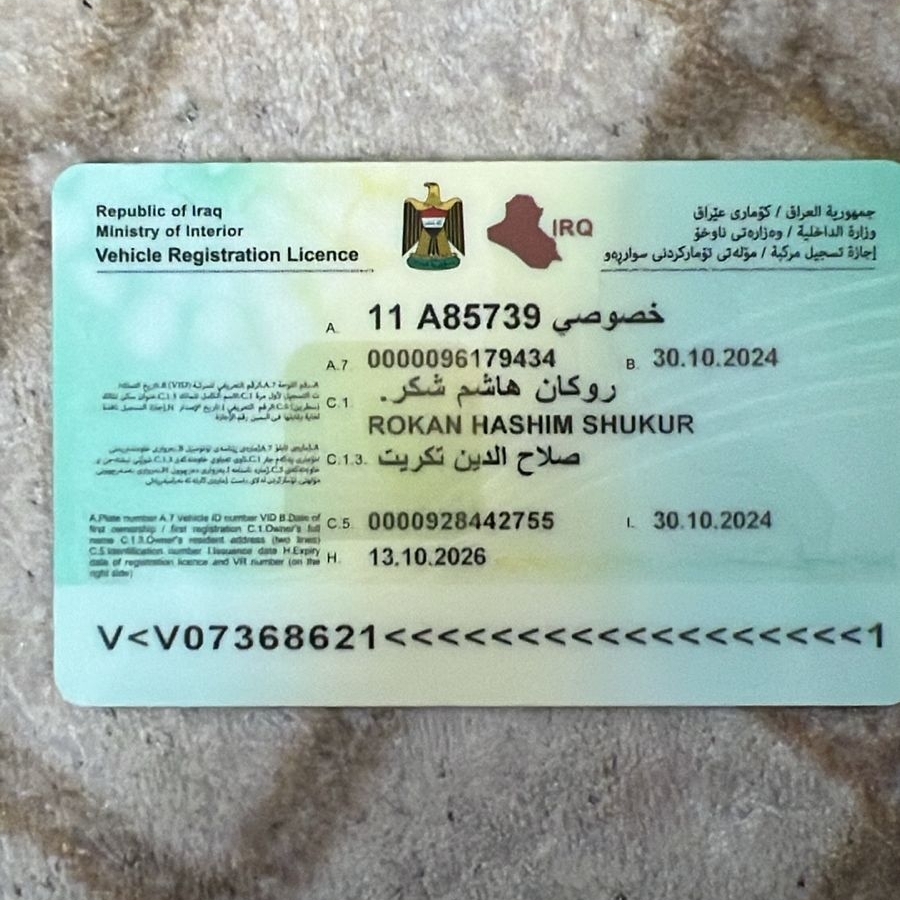 Republic of Iraq
Ministry of Interior
Vehicle Registration Licence
IRQ
جمهورية العراق / كۆماری عێراق
وزارة الداخلية / وەزارەتی ناوخۆ
إجازة تسجيل مركبة / مۆڵەتی تۆمارکردنی سوارڕەو
A. 11 A85739 خصوصي
A.7 0000096179434 B. 30.10.2024
C.1. روكان هاشم شكر.
ROKAN HASHIM SHUKUR
C.1.3. صلاح الدين تكريت
C.5. 0000928442755 I. 30.10.2024
H. 13.10.2026
A.Plate number A.7 vehicle ID number VID B.Date of
first ownership / first registration C.1.Owner's full
name C.1.3.Owner's resident address (two lines)
C.5.Identification number I.Issuance date H.Expiry
date of registration licence and VR number (on the
right side)
V<V07368621<<<<<<<<<<<<<<<<<<1